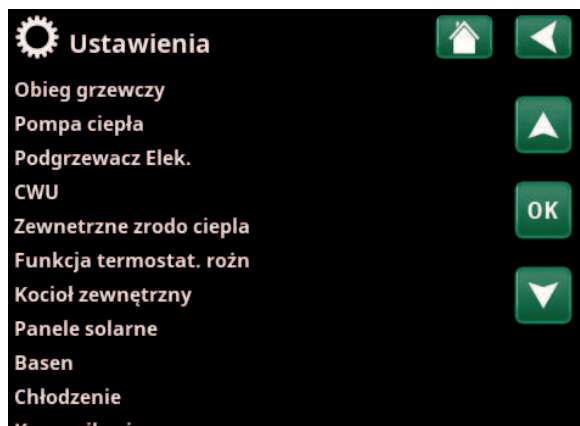 Ustawienia
Obieg grzewczy
Pompa ciepła
Podgrzewacz Elek.
CWU
OK
Zewnetrzne zrodo ciepla
Funkcja termostat. rożn
Kocioł zewnętrzny
Panele solarne
Basen
Chłodzenie